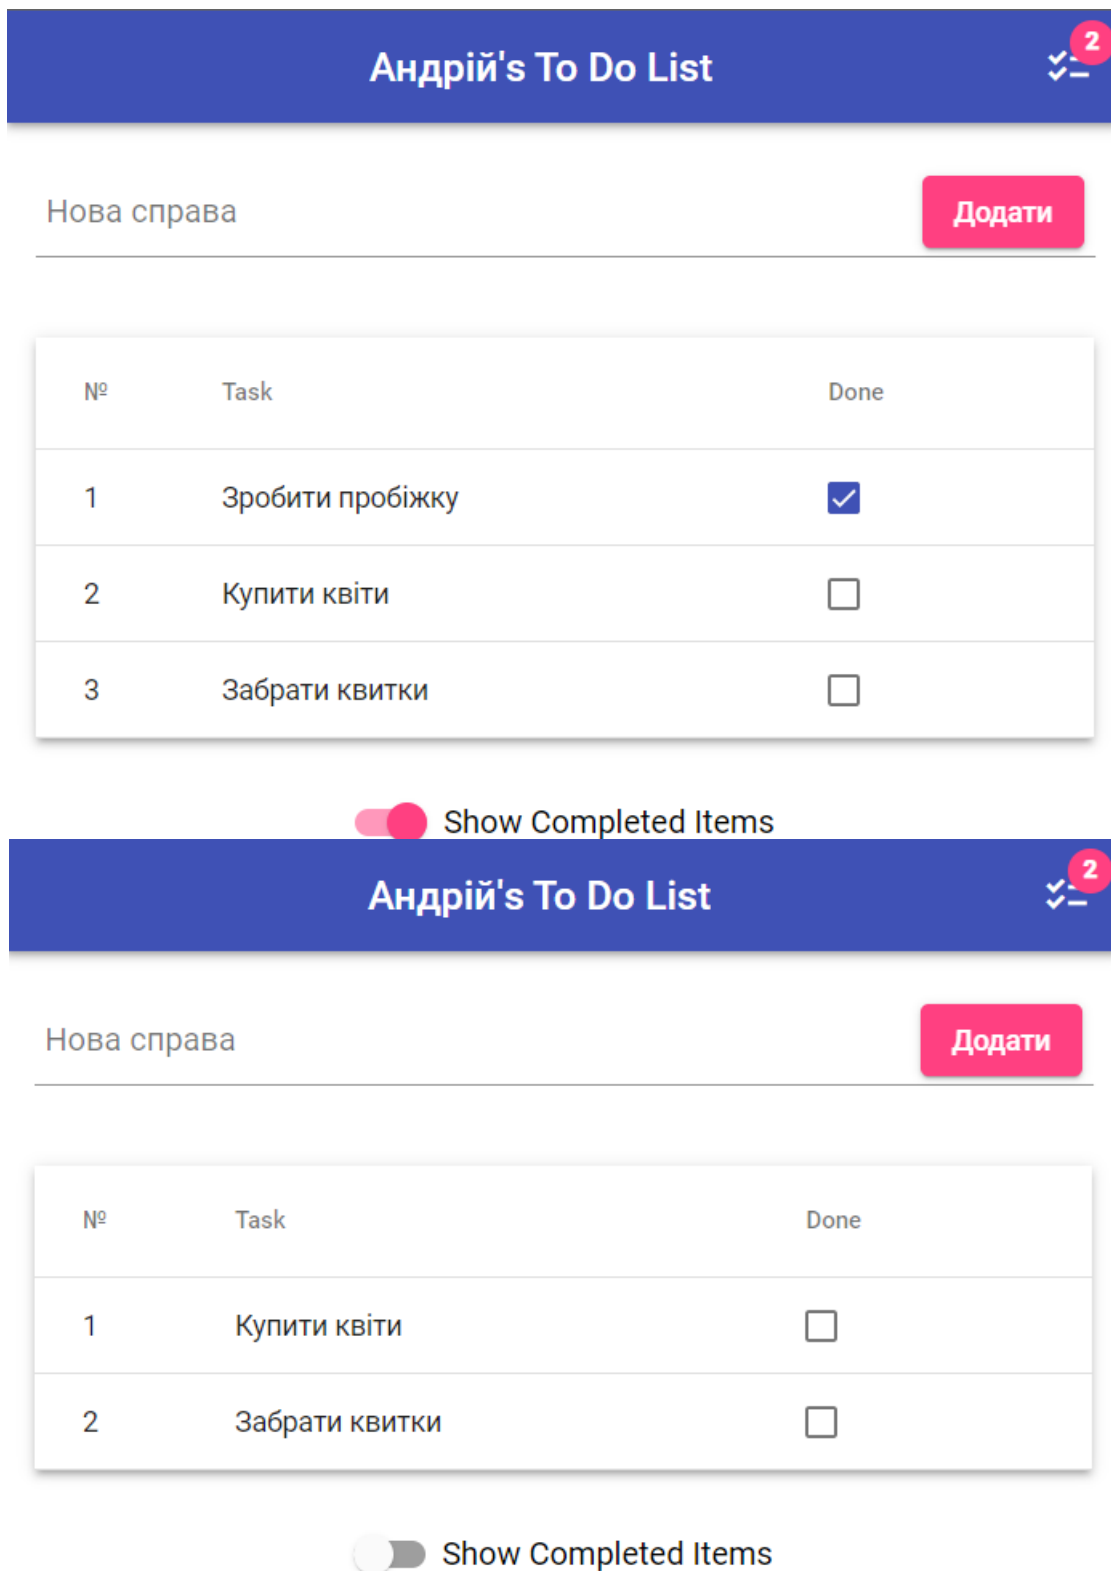 Андрій's To Do List 2
Нова справа Додати
№ Task Done
1 Зробити пробіжку
2 Купити квіти
3 Забрати квитки
Show Completed Items
Андрій's To Do List 2
Нова справа Додати
№ Task Done
1 Купити квіти
2 Забрати квитки
Show Completed Items